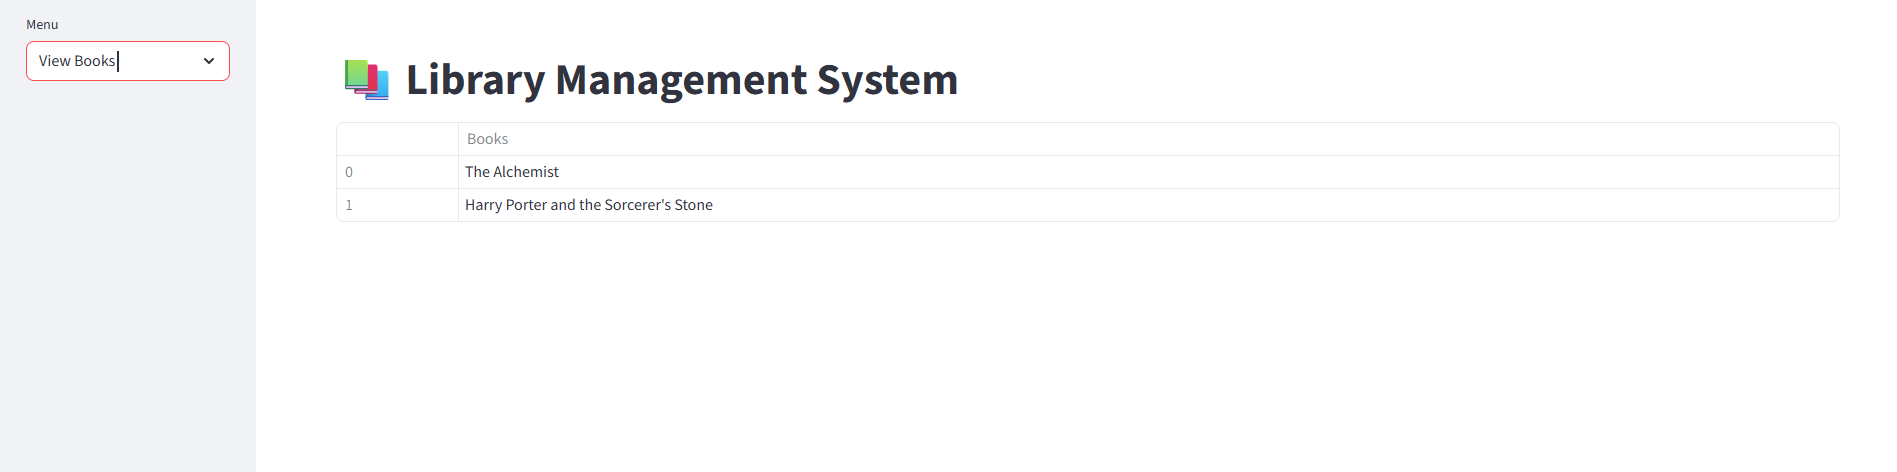 Menu
View Books
Library Management System
Books
0 The Alchemist
1 Harry Porter and the Sorcerer's Stone